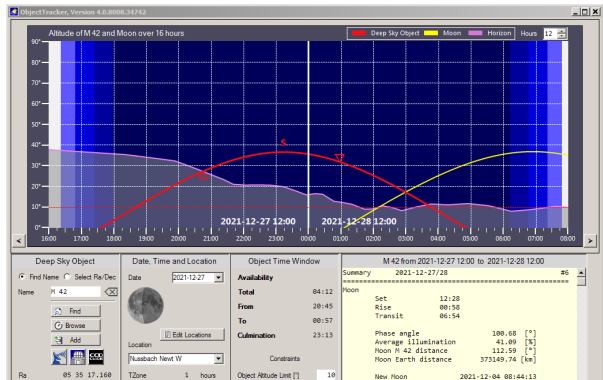 ObjectTracker, Version 4.0.8008.34742
Altitude of M 42 and Moon over 16 hours
Deep Sky Object Moon Horizon Hours 12
90°
80°
70°
60°
50°
40°
30°
20°
10°
0°
S
2021-12-27 12:00 2021-12-28 12:00
1600 17:00 18:00 19:00 20:00 21:00 22:00 23:00 00:00 01:00 02:00 03:00 04:00 05:00 06:00 07:00 08:00
< >
Deep Sky Object
Find Name Select Ra/Dec
Name M 42
Find
Browse
Add
Ra 05 35 17.160
Date, Time and Location
Date 2021-12-27
Edit Locations
Location
Nussbach Newt W
TZone 1 hours
Object Time Window
Availability
Total 04:12
From 20:45
To 00:57
Culmination 23:13
Constraints
Object Altitude Limit [°] 10
M 42 from 2021-12-27 12:00 to 2021-12-28 12:00
Summary 2021-12-27/28 #6
Moon
Set 12:28
Rise 00:58
Transit 06:54
Phase angle 100.68 [°]
Average illumination 41.09 [%]
Moon M 42 distance 112.59 [°]
Moon Earth distance 373149.74 [km]
New Moon 2021-12-04 08:44:13